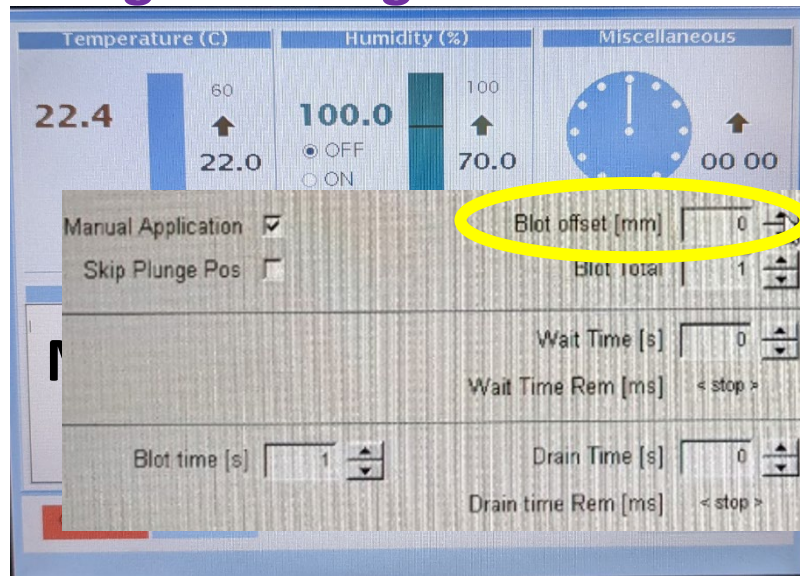 Temperature (C) Humidity (%) Miscellaneous
60 100
22.4 100.0
OFF
22.0 70.0 00 00
ON
Manual Application Blot offset [mm] 0
Skip Plunge Pos Blot Total 1
Wait Time [s] 0
Wait Time Rem [ms] < stop >
Blot time [s] 1 Drain Time [s] 0
Drain time Rem [ms] < stop >